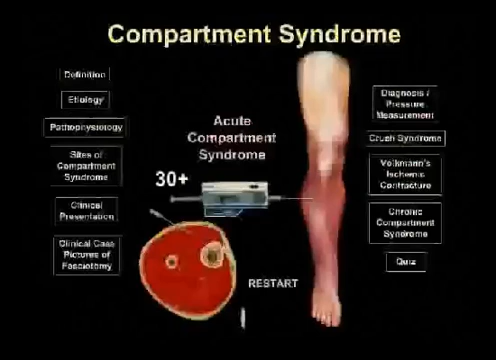 Compartment Syndrome
Definition
Etiology
Pathophysiology
Sites of
Compartment
Syndrome
Clinical
Presentation
Clinical Case
Pictures of
Fasciotomy
Acute
Compartment
Syndrome
30+
RESTART
Diagnosis /
Pressure
Measurement
Crush Syndrome
Volkmann's
Ischemic
Contracture
Chronic
Compartment
Syndrome
Quiz